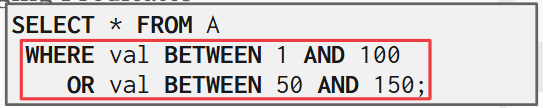 SELECT * FROM A
WHERE val BETWEEN 1 AND 100
OR val BETWEEN 50 AND 150;